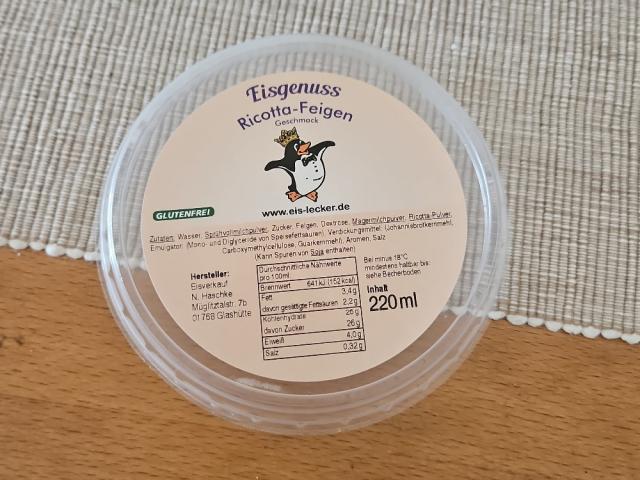 Eisgenuss
Ricotta-Feigen
Geschmack
GLUTENFREI
www.eis-lecker.de
Zutaten: Wasser, Sprühvollmilchpulver, Zucker, Feigen, Dextrose, Magermilchpulver, Ricotta-Pulver,
Emulgator: (Mono- und Diglyceride von Speisefettsäuren), Verdickungsmittel: (Johannisbrotkernmehl,
Carboxymethylcellulose, Guarkernmehl), Aromen, Salz
(Kann Spuren von Soja enthalten)
Hersteller:
Eisverkauf
N. Haschke
Müglitztalstr. 7b
01768 Glashütte
Durchschnittliche Nährwerte
pro 100ml:
Brennwert 641kJ (152kcal)
Fett 3,4g
davon gesättigte Fettsäuren 2,2g
Kohlenhydrate 26g
davon Zucker 26g
Eiweiß 4,0g
Salz 0,32g
Bei minus 18°C
mindestens haltbar bis:
siehe Becherboden
Inhalt
220ml